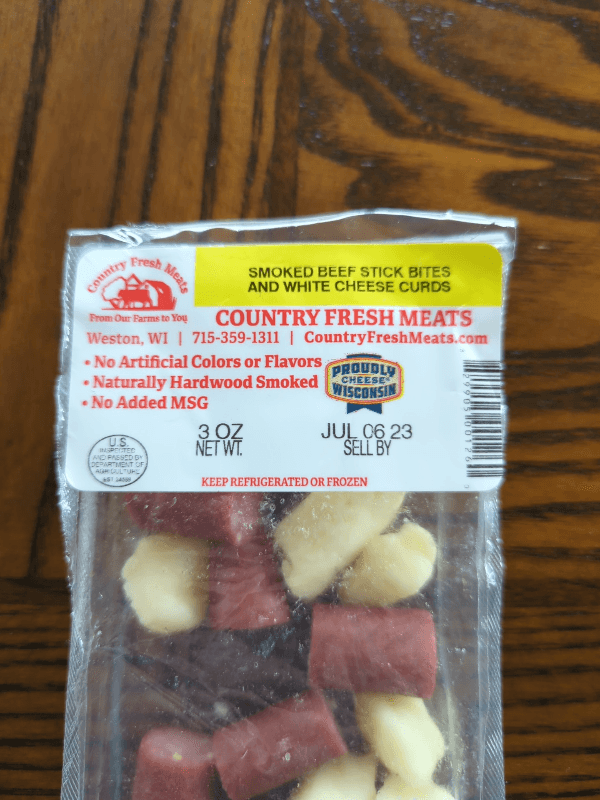 Country Fresh Meats
From Our Farms to You
SMOKED BEEF STICK BITES
AND WHITE CHEESE CURDS
COUNTRY FRESH MEATS
Weston, WI | 715-359-1311 | CountryFreshMeats.com
• No Artificial Colors or Flavors
• Naturally Hardwood Smoked
• No Added MSG
PROUDLY
WISCONSIN
CHEESE®
3 OZ
NET WT.
JUL 06 23
SELL BY
U.S.
INSPECTED
AND PASSED BY
DEPARTMENT OF
AGRICULTURE
KEEP REFRIGERATED OR FROZEN